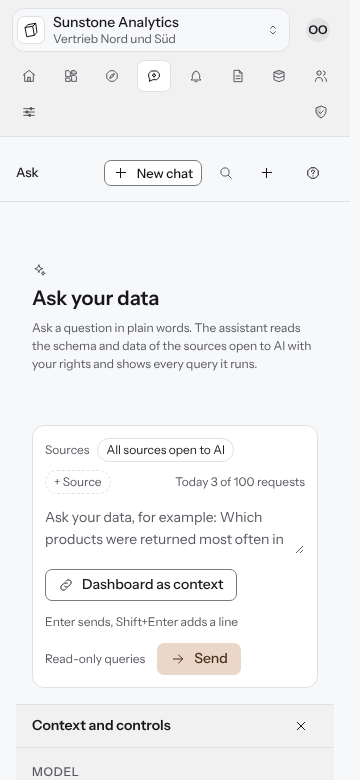 Sunstone Analytics
Vertrieb Nord und Süd
OO
Ask
New chat
Ask your data
Ask a question in plain words. The assistant reads
the schema and data of the sources open to AI with
your rights and shows every query it runs.
Sources
All sources open to AI
+ Source
Today 3 of 100 requests
Ask your data, for example: Which
products were returned most often in
Dashboard as context
Enter sends, Shift+Enter adds a line
Read-only queries
Send
Context and controls
MODEL